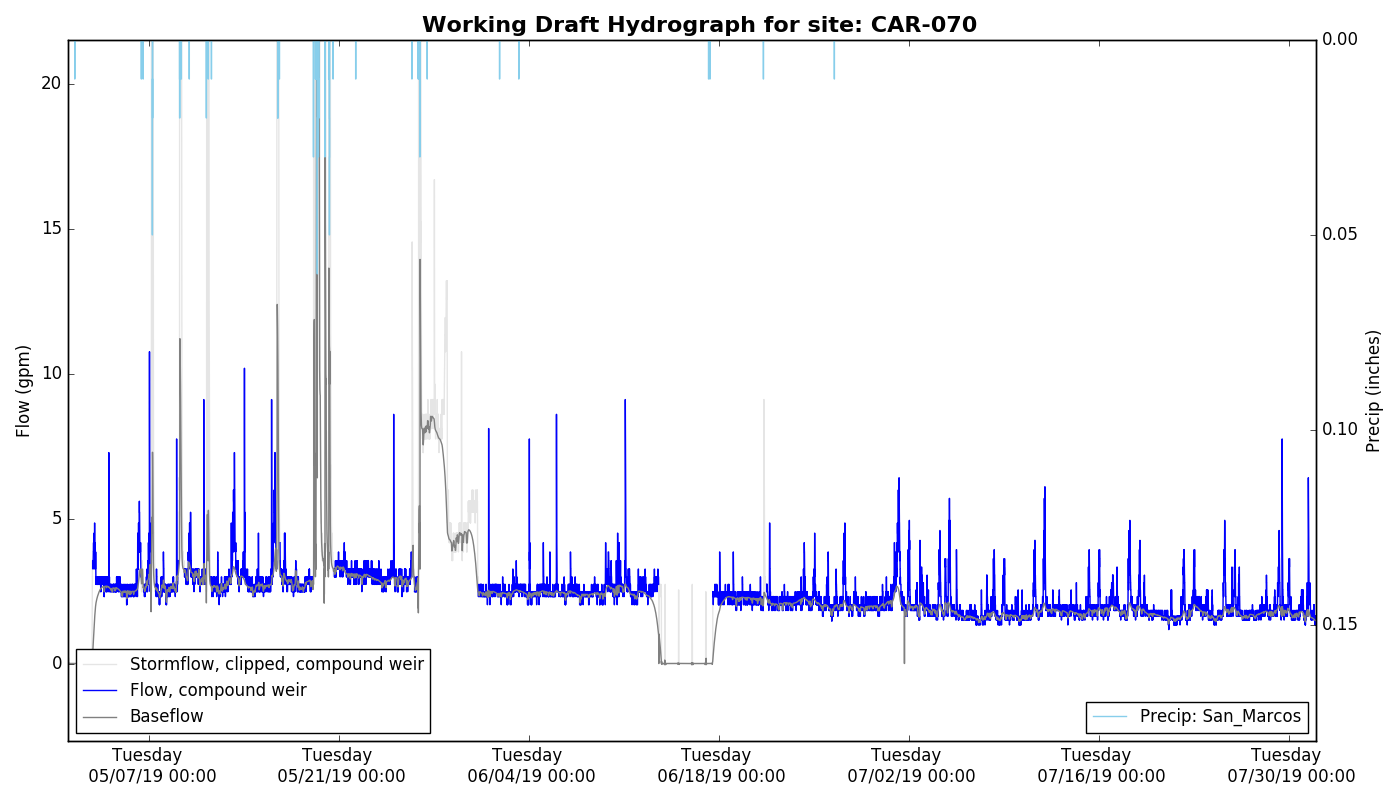 Working Draft Hydrograph for site: CAR-070
20
15
10
5
0
Flow (gpm)
0.00
0.05
0.10
0.15
Precip (inches)
Stormflow, clipped, compound weir
Flow, compound weir
Baseflow
Precip: San_Marcos
Tuesday
05/07/19 00:00
Tuesday
05/21/19 00:00
Tuesday
06/04/19 00:00
Tuesday
06/18/19 00:00
Tuesday
07/02/19 00:00
Tuesday
07/16/19 00:00
Tuesday
07/30/19 00:00